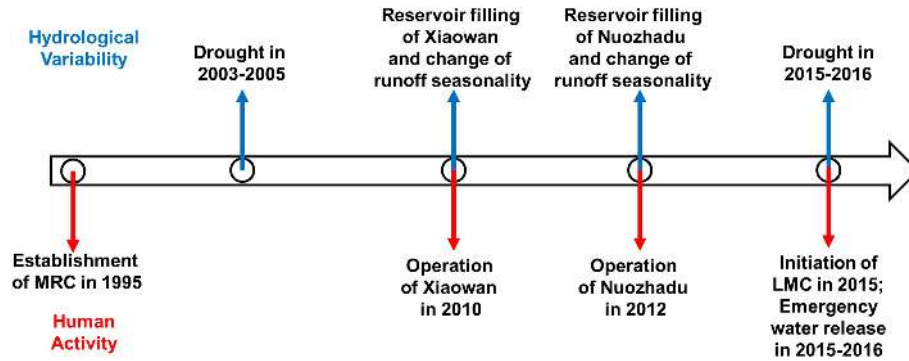 Hydrological
Variability
Drought in
2003-2005
Reservoir filling
of Xiaowan
and change of
runoff seasonality
Reservoir filling
of Nuozhadu
and change of
runoff seasonality
Drought in
2015-2016
Establishment
of MRC in 1995
Human
Activity
Operation
of Xiaowan
in 2010
Operation
of Nuozhadu
in 2012
Initiation of
LMC in 2015;
Emergency
water release
in 2015-2016